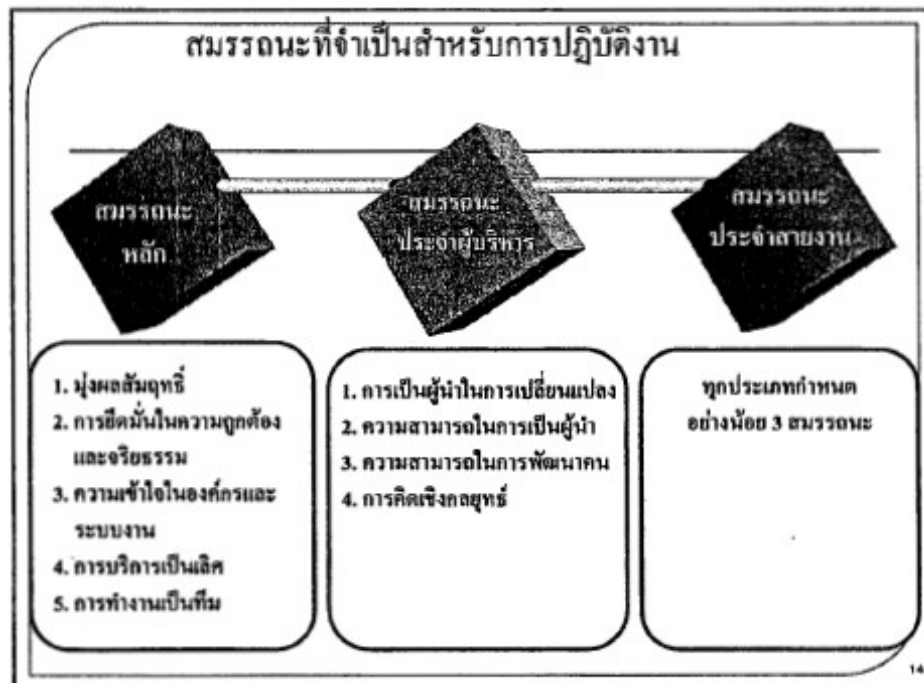 สมรรถนะที่จำเป็นสำหรับการปฏิบัติงาน
สมรรถนะ
หลัก
สมรรถนะ
ประจำผู้บริหาร
สมรรถนะ
ประจำสายงาน
1. มุ่งผลสัมฤทธิ์
2. การยึดมั่นในความถูกต้อง
และจริยธรรม
3. ความเข้าใจในองค์กรและ
ระบบงาน
4. การบริการเป็นเลิศ
5. การทำงานเป็นทีม
1. การเป็นผู้นำในการเปลี่ยนแปลง
2. ความสามารถในการเป็นผู้นำ
3. ความสามารถในการพัฒนาคน
4. การคิดเชิงกลยุทธ์
ทุกประเภทกำหนด
อย่างน้อย 3 สมรรถนะ
14